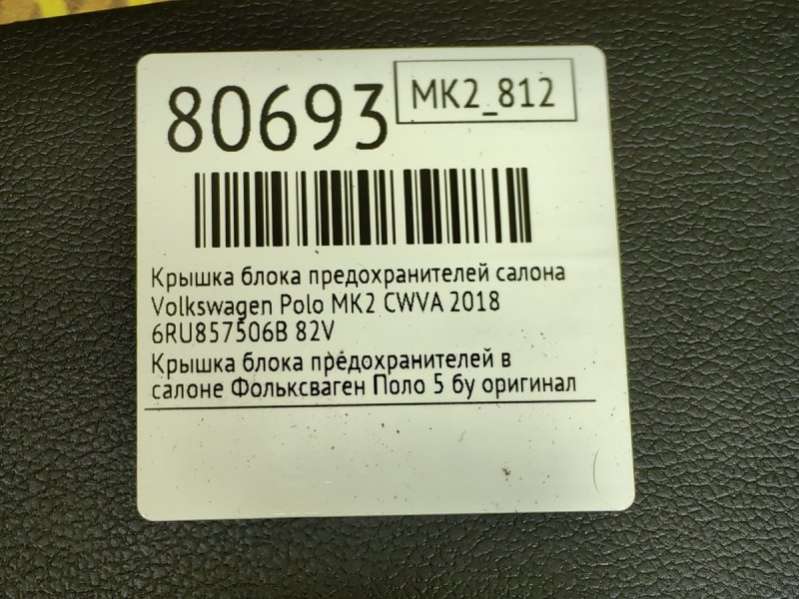 80693
MK2_812
Крышка блока предохранителей салона
Volkswagen Polo MK2 CWVA 2018
6RU857506B 82V
Крышка блока предохранителей в
салоне Фольксваген Поло 5 бу оригинал